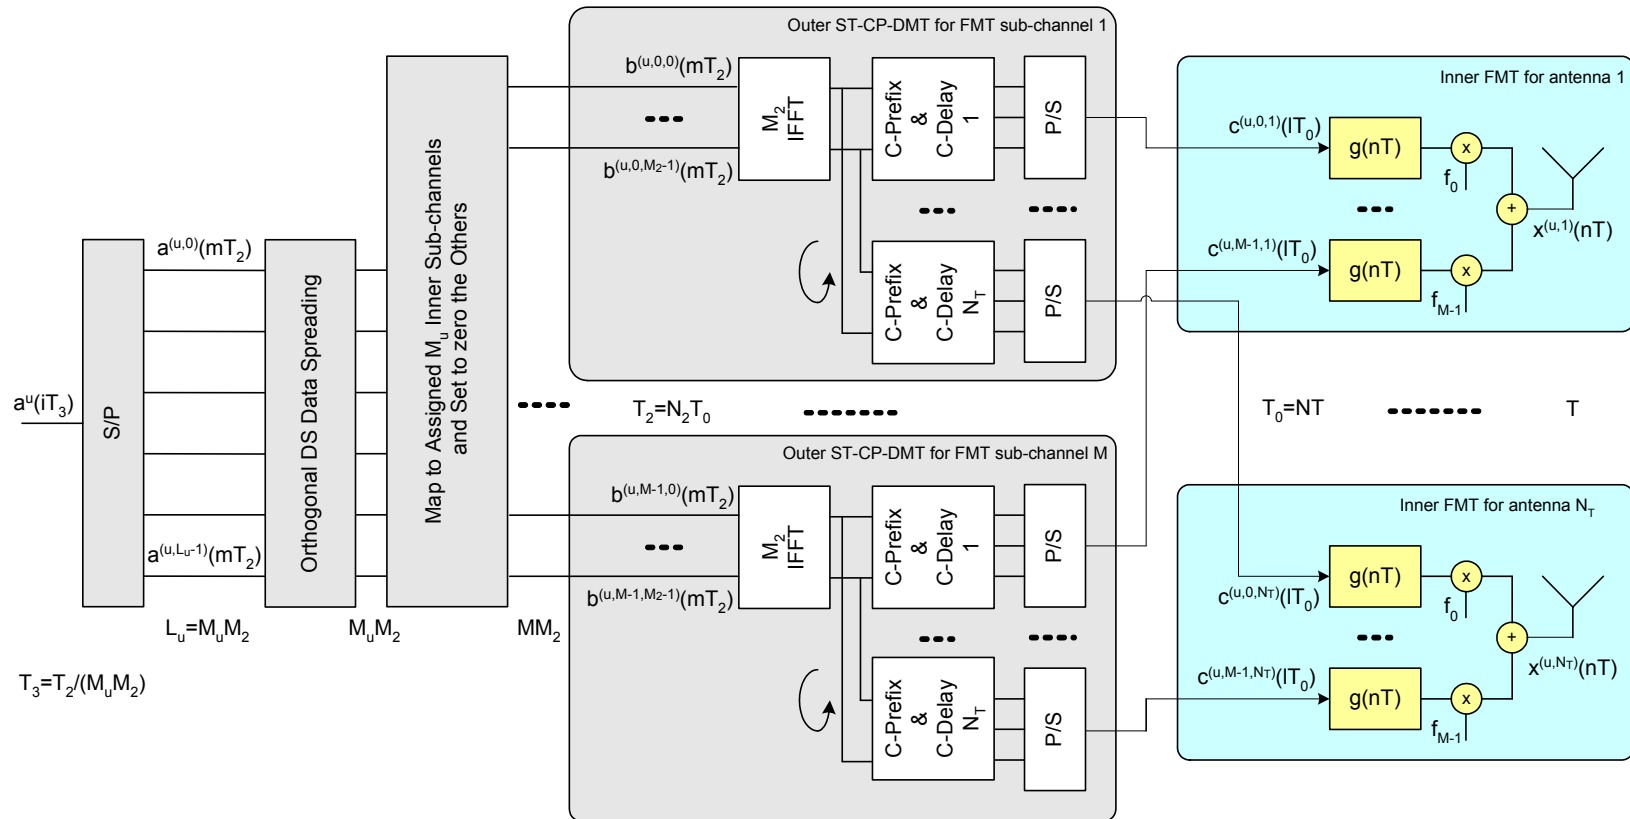 Outer ST-CP-DMT for FMT sub-channel 1
b(u,0,0)(mT2)
b(u,0,M2-1)(mT2)
M2
IFFT
C-Prefix
&
C-Delay
1
P/S
C-Prefix
&
C-Delay
NT
P/S
Inner FMT for antenna 1
c(u,0,1)(lT0)
g(nT)
x
f0
c(u,M-1,1)(lT0)
g(nT)
x
fM-1
+
x(u,1)(nT)
au(iT3)
S/P
a(u,0)(mT2)
a(u,Lu-1)(mT2)
Orthogonal DS Data Spreading
Map to Assigned Mu Inner Sub-channels
and Set to zero the Others
T2=N2T0
T0=NT
T
Lu=MuM2
MuM2
MM2
T3=T2/(MuM2)
Outer ST-CP-DMT for FMT sub-channel M
b(u,M-1,0)(mT2)
b(u,M-1,M2-1)(mT2)
M2
IFFT
C-Prefix
&
C-Delay
1
P/S
C-Prefix
&
C-Delay
NT
P/S
Inner FMT for antenna NT
c(u,0,NT)(lT0)
g(nT)
x
f0
c(u,M-1,NT)(lT0)
g(nT)
x
fM-1
+
x(u,NT)(nT)